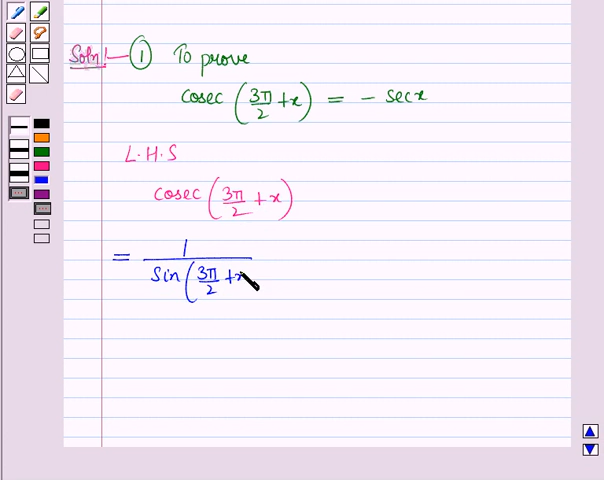 Soln:— ① To prove
cosec (3π/2 + x) = - sec x
L.H.S
cosec (3π/2 + x)
= 1/sin (3π/2 + x